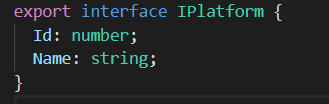 export interface IPlatform {
  Id: number;
  Name: string;
}